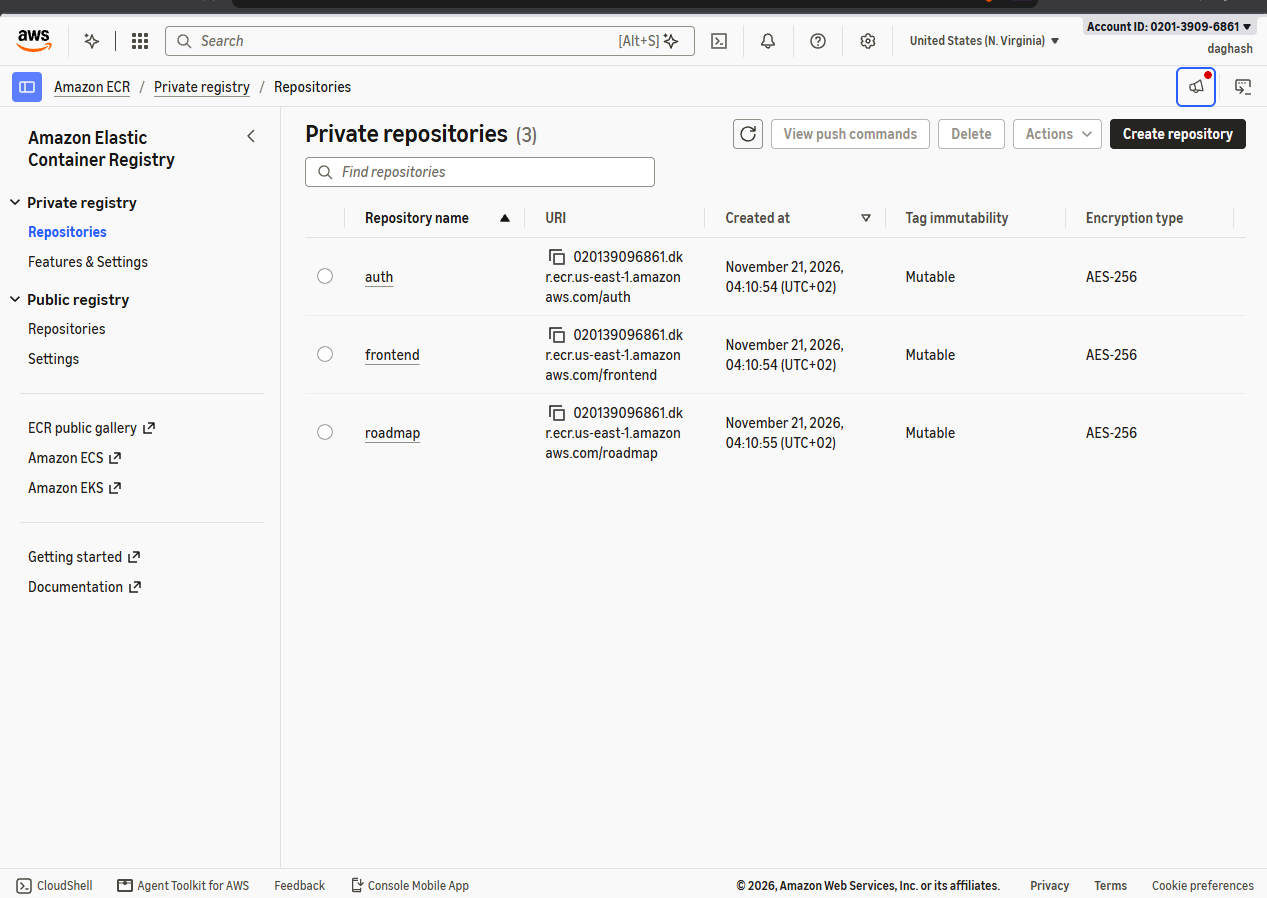 aws
Search [Alt+S]
United States (N. Virginia)
Account ID: 0201-3909-6861
daghash
Amazon ECR / Private registry / Repositories
Amazon Elastic
Container Registry
Private registry
Repositories
Features & Settings
Public registry
Repositories
Settings
ECR public gallery
Amazon ECS
Amazon EKS
Getting started
Documentation
Private repositories (3)
View push commands
Delete
Actions
Create repository
Find repositories
Repository name URI Created at Tag immutability Encryption type
auth
020139096861.dk
r.ecr.us-east-1.amazon
aws.com/auth
November 21, 2026,
04:10:54 (UTC+02)
Mutable
AES-256
frontend
020139096861.dk
r.ecr.us-east-1.amazon
aws.com/frontend
November 21, 2026,
04:10:54 (UTC+02)
Mutable
AES-256
roadmap
020139096861.dk
r.ecr.us-east-1.amazon
aws.com/roadmap
November 21, 2026,
04:10:55 (UTC+02)
Mutable
AES-256
CloudShell Agent Toolkit for AWS Feedback Console Mobile App © 2026, Amazon Web Services, Inc. or its affiliates. Privacy Terms Cookie preferences